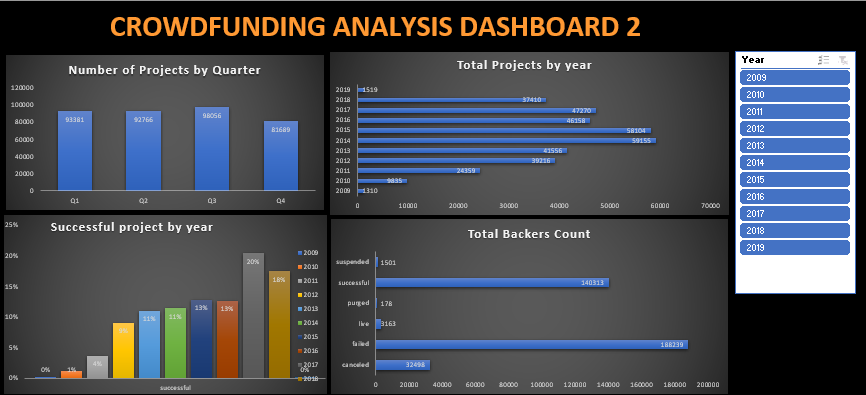 CROWDFUNDING ANALYSIS DASHBOARD 2
Number of Projects by Quarter
120000
100000
80000
60000
40000
20000
0
93381
92766
98056
81689
Q1 Q2 Q3 Q4
Total Projects by year
2019 1519
2018 37410
2017 47270
2016 46158
2015 58104
2014 59155
2013 41556
2012 39216
2011 24359
2010 9835
2009 1310
0 10000 20000 30000 40000 50000 60000 70000
Year
2009
2010
2011
2012
2013
2014
2015
2016
2017
2018
2019
Successful project by year
25%
20%
15%
10%
5%
0%
0% 1% 4% 9% 11% 11% 13% 13% 20% 18% 0%
successful
2009
2010
2011
2012
2013
2014
2015
2016
2017
2018
Total Backers Count
suspended 1501
successful 140313
purged 178
live 3163
failed 188239
canceled 32498
0 20000 40000 60000 80000 100000 120000 140000 160000 180000 200000